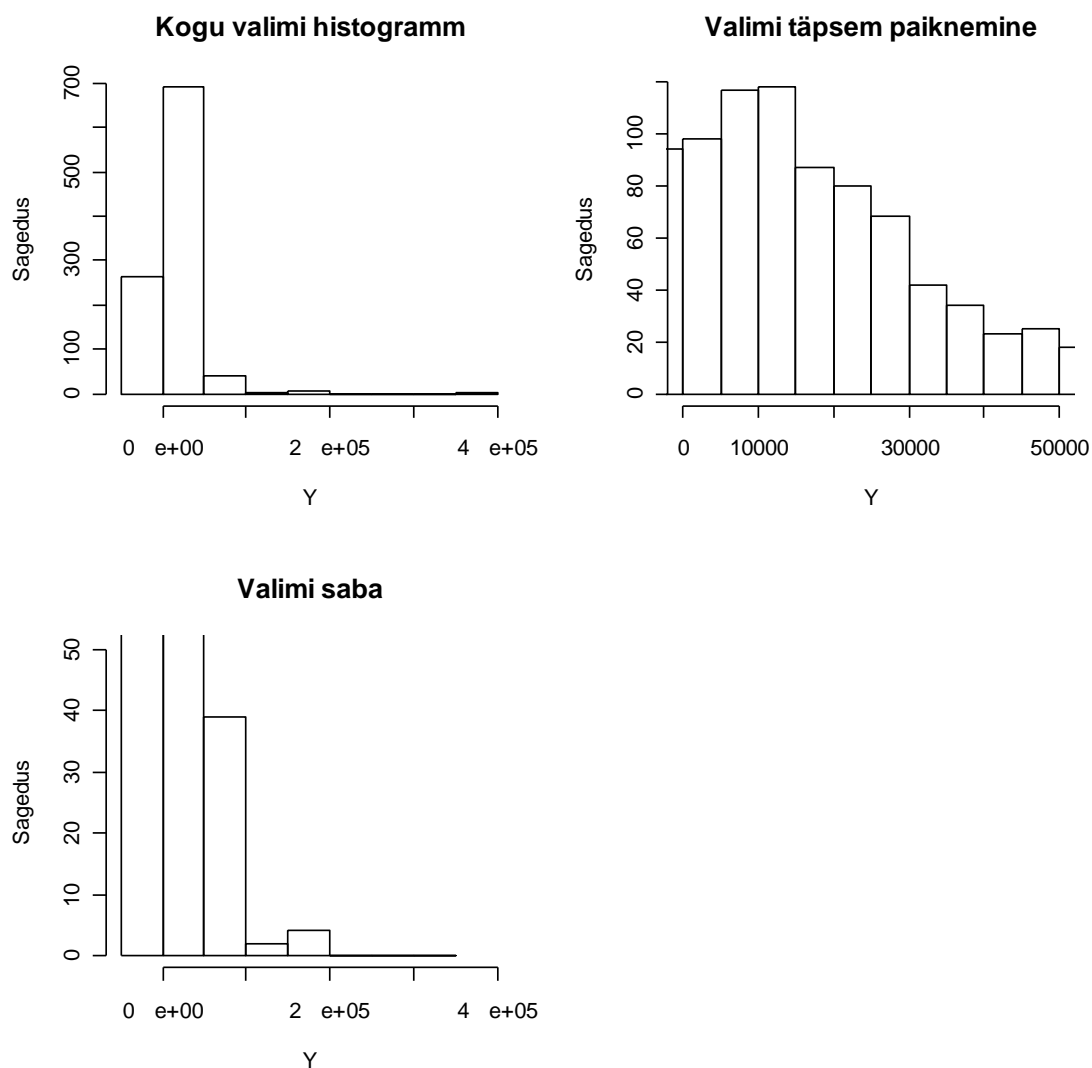 Kogu valimi histogramm
Sagedus
0 100 300 500 700
0 e+00 2 e+05 4 e+05
Y
Valimi täpsem paiknemine
Sagedus
0 20 40 60 80 100
0 10000 30000 50000
Y
Valimi saba
Sagedus
0 10 20 30 40 50
0 e+00 2 e+05 4 e+05
Y